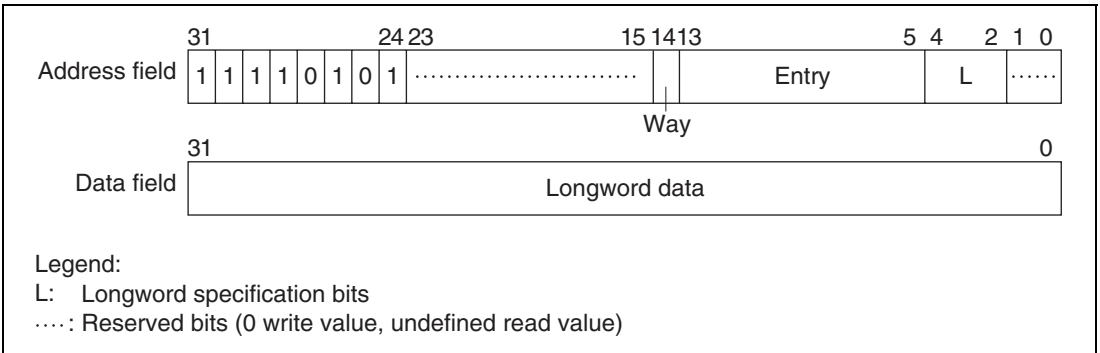 31 24 23 15 14 13 5 4 2 1 0
Address field 1 1 1 1 0 1 0 1 ............................ Entry L ......
Way
31 0
Data field Longword data
Legend:
L: Longword specification bits
....: Reserved bits (0 write value, undefined read value)